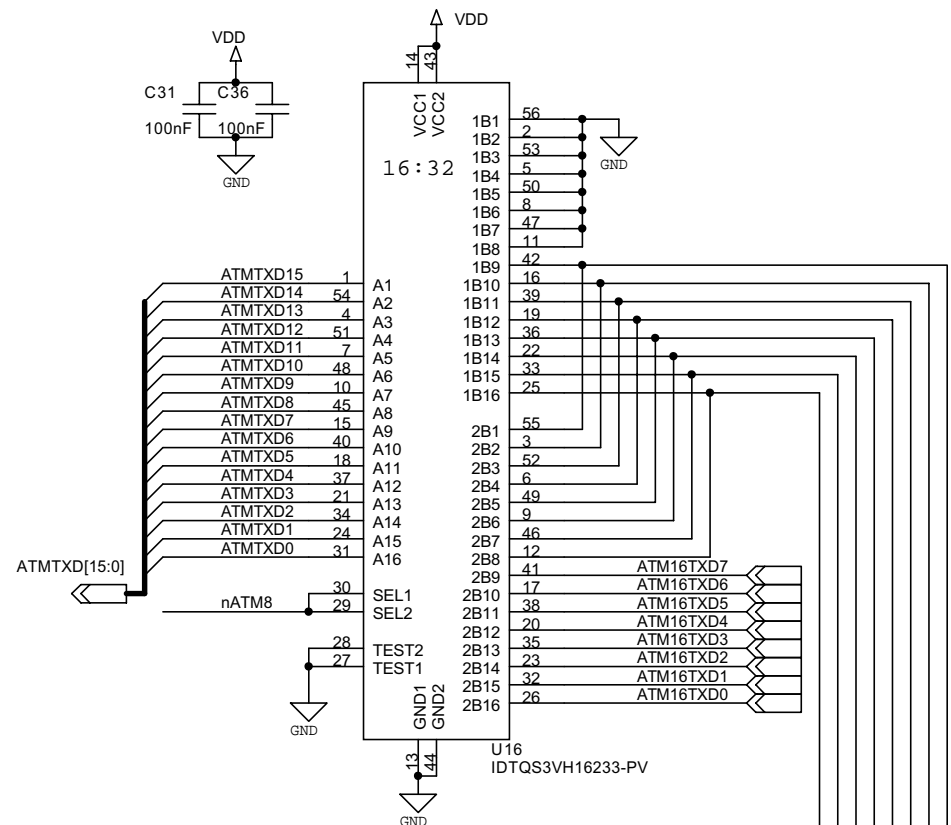 VDD
VDD
C31
C36
100nF
100nF
GND
14
43
VCC1
VCC2
16:32
1B1 56
1B2 2
1B3 53
1B4 5
1B5 50
1B6 8
1B7 47
1B8 11
1B9 42
1B10 16
1B11 39
1B12 19
1B13 36
1B14 22
1B15 33
1B16 25
GND
ATMTXD15 1 A1
ATMTXD14 54 A2
ATMTXD13 4 A3
ATMTXD12 51 A4
ATMTXD11 7 A5
ATMTXD10 48 A6
ATMTXD9 10 A7
ATMTXD8 45 A8
ATMTXD7 15 A9
ATMTXD6 40 A10
ATMTXD5 18 A11
ATMTXD4 37 A12
ATMTXD3 21 A13
ATMTXD2 34 A14
ATMTXD1 24 A15
ATMTXD0 31 A16
ATMTXD[15:0]
2B1 55
2B2 3
2B3 52
2B4 6
2B5 49
2B6 9
2B7 46
2B8 12
2B9 41 ATM16TXD7
2B10 17 ATM16TXD6
2B11 38 ATM16TXD5
2B12 20 ATM16TXD4
2B13 35 ATM16TXD3
2B14 23 ATM16TXD2
2B15 32 ATM16TXD1
2B16 26 ATM16TXD0
30 SEL1
nATM8 29 SEL2
28 TEST2
27 TEST1
GND
GND1
GND2
13
44
GND
U16
IDTQS3VH16233-PV